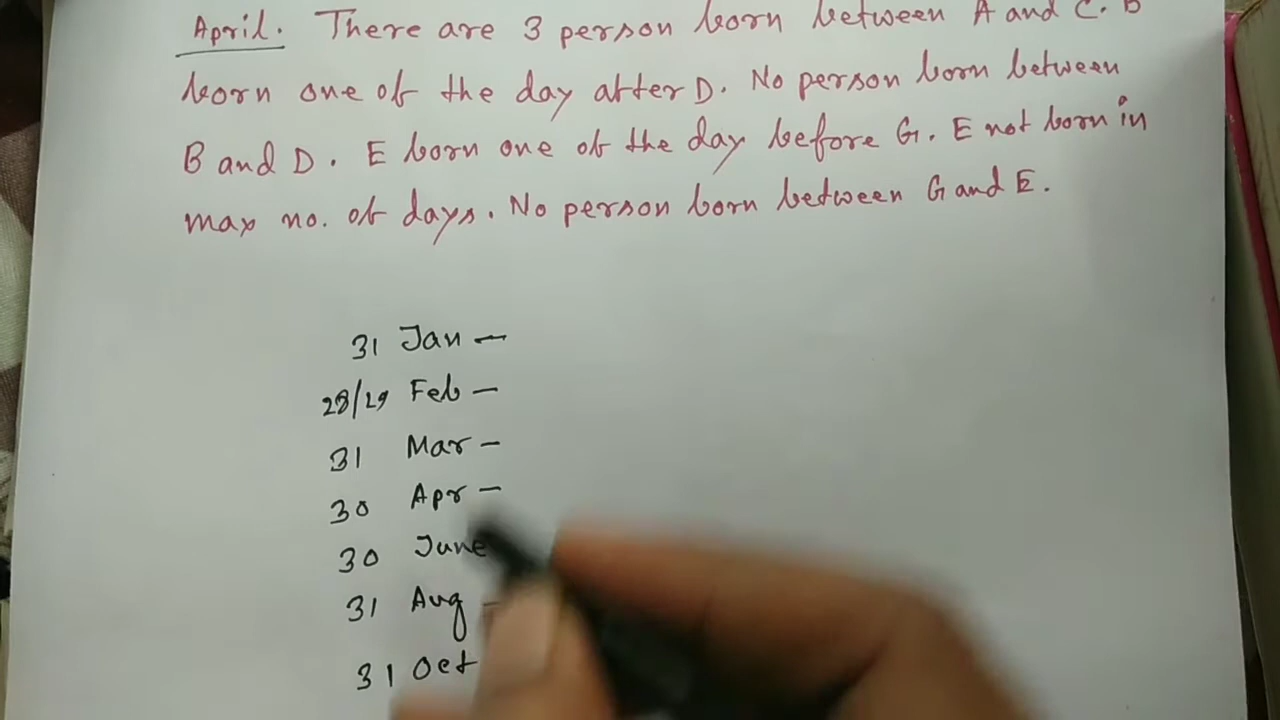 April. There are 3 person born between A and C. B
born one of the day after D. No person born between
B and D. E born one of the day before G. E not born in
max no. of days. No person born between G and E.
31 Jan -
28/29 Feb -
31 Mar -
30 Apr -
30 June
31 Aug -
31 Oct